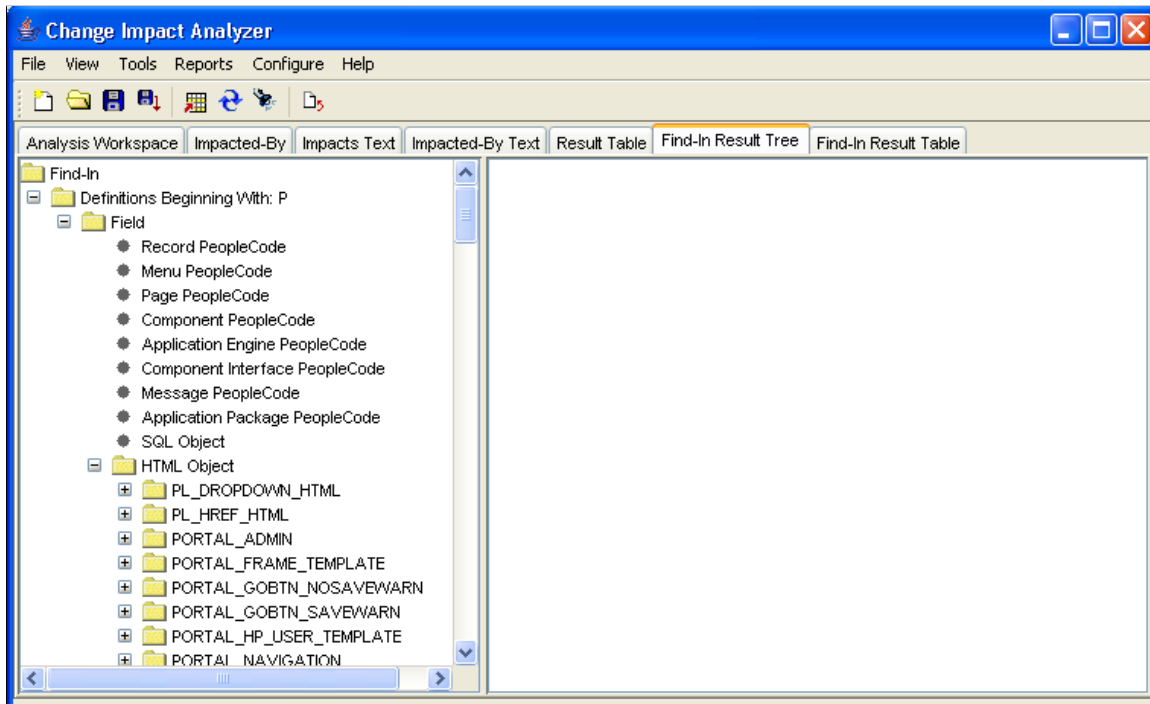 Change Impact Analyzer
File View Tools Reports Configure Help
Analysis Workspace Impacted-By Impacts Text Impacted-By Text Result Table Find-In Result Tree Find-In Result Table
Find-In
Definitions Beginning With: P
Field
Record PeopleCode
Menu PeopleCode
Page PeopleCode
Component PeopleCode
Application Engine PeopleCode
Component Interface PeopleCode
Message PeopleCode
Application Package PeopleCode
SQL Object
HTML Object
PL_DROPDOWN_HTML
PL_HREF_HTML
PORTAL_ADMIN
PORTAL_FRAME_TEMPLATE
PORTAL_GOBTN_NOSAVEWARN
PORTAL_GOBTN_SAVEWARN
PORTAL_HP_USER_TEMPLATE
PORTAL_NAVIGATION